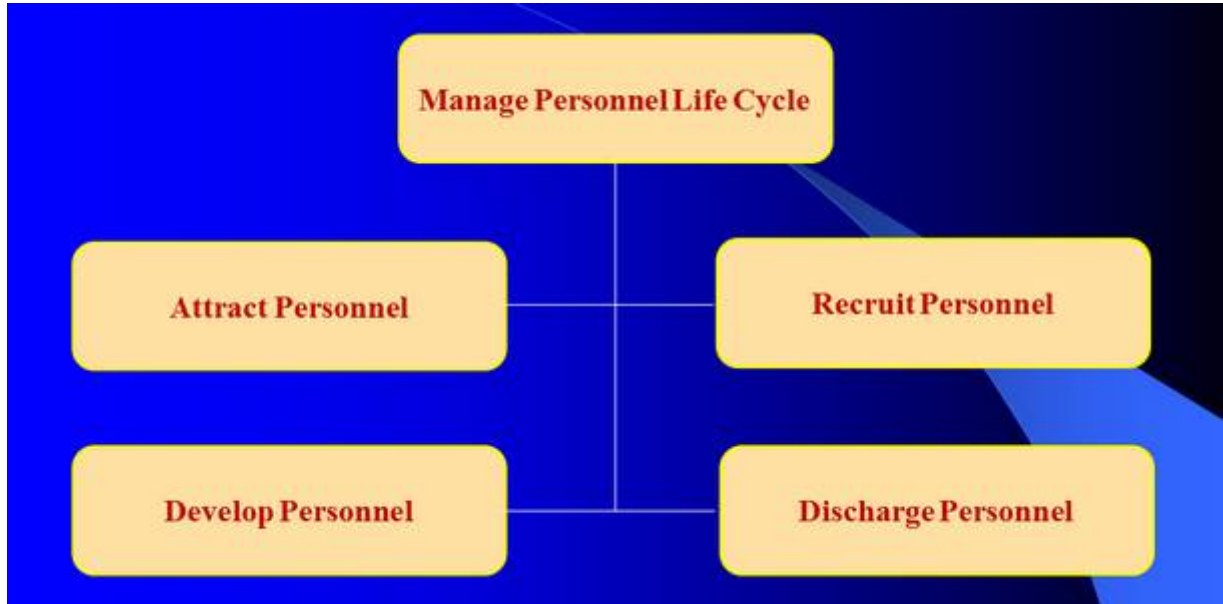 Manage Personnel Life Cycle
Attract Personnel
Recruit Personnel
Develop Personnel
Discharge Personnel